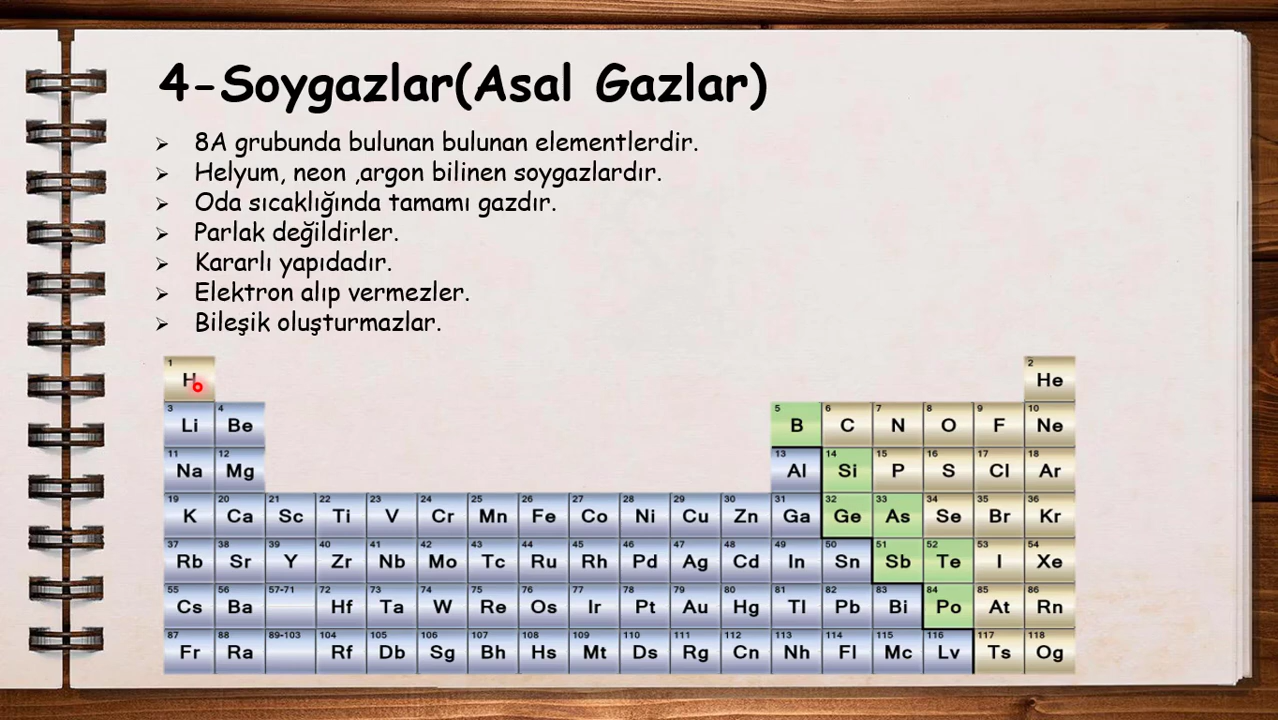 4-Soygazlar(Asal Gazlar)
➢ 8A grubunda bulunan bulunan elementlerdir.
➢ Helyum, neon ,argon bilinen soygazlardır.
➢ Oda sıcaklığında tamamı gazdır.
➢ Parlak değildirler.
➢ Kararlı yapıdadır.
➢ Elektron alıp vermezler.
➢ Bileşik oluşturmazlar.
1 2
H He
3 4 5 6 7 8 9 10
Li Be B C N O F Ne
11 12 13 14 15 16 17 18
Na Mg Al Si P S Cl Ar
19 20 21 22 23 24 25 26 27 28 29 30 31 32 33 34 35 36
K Ca Sc Ti V Cr Mn Fe Co Ni Cu Zn Ga Ge As Se Br Kr
37 38 39 40 41 42 43 44 45 46 47 48 49 50 51 52 53 54
Rb Sr Y Zr Nb Mo Tc Ru Rh Pd Ag Cd In Sn Sb Te I Xe
55 56 57-71 72 73 74 75 76 77 78 79 80 81 82 83 84 85 86
Cs Ba Hf Ta W Re Os Ir Pt Au Hg Tl Pb Bi Po At Rn
87 88 89-103 104 105 106 107 108 109 110 111 112 113 114 115 116 117 118
Fr Ra Rf Db Sg Bh Hs Mt Ds Rg Cn Nh Fl Mc Lv Ts Og